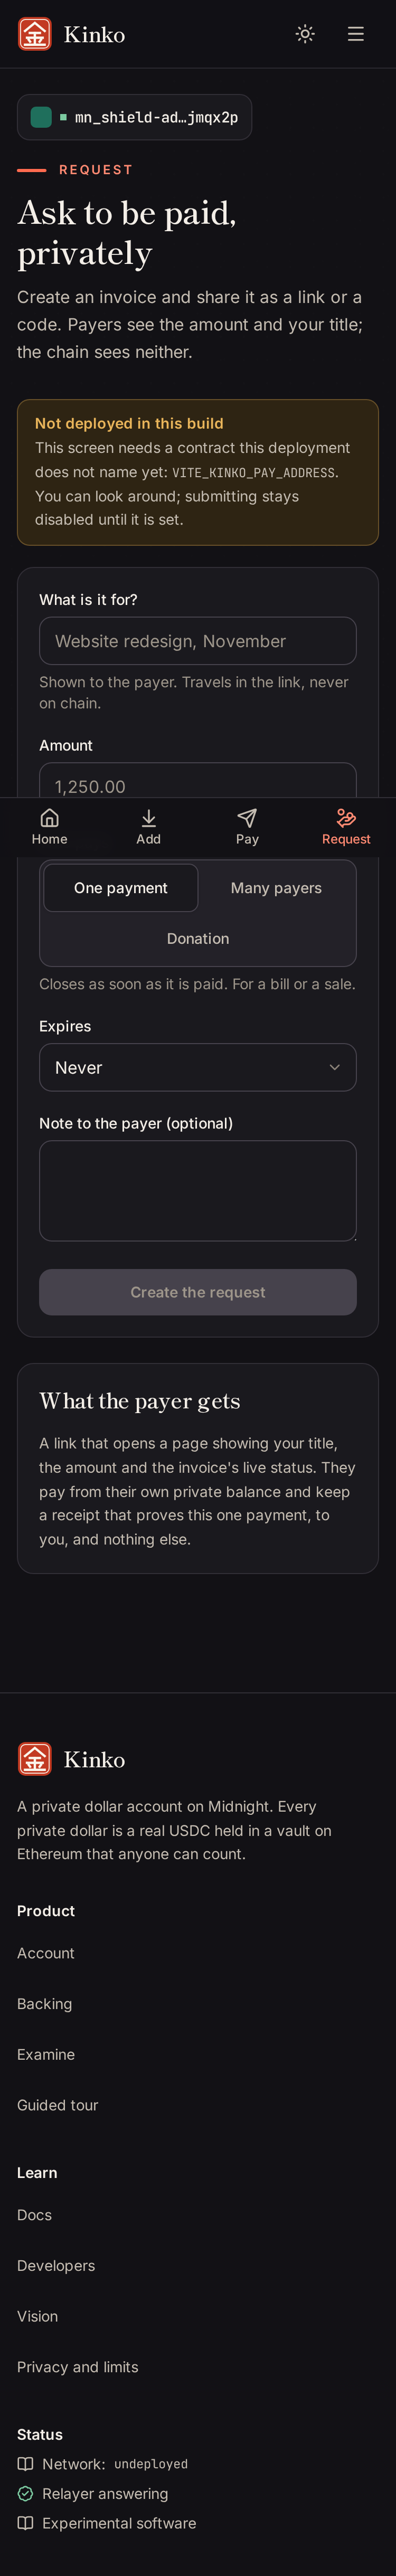 金 Kinko
mn_shield-ad…jmqx2p
REQUEST
Ask to be paid,
privately
Create an invoice and share it as a link or a
code. Payers see the amount and your title;
the chain sees neither.
Not deployed in this build
This screen needs a contract this deployment
does not name yet: VITE_KINKO_PAY_ADDRESS.
You can look around; submitting stays
disabled until it is set.
What is it for?
Website redesign, November
Shown to the payer. Travels in the link, never
on chain.
Amount
1,250.00
Home Add Pay Request
One payment Many payers
Donation
Closes as soon as it is paid. For a bill or a sale.
Expires
Never
Note to the payer (optional)
Create the request
What the payer gets
A link that opens a page showing your title,
the amount and the invoice's live status. They
pay from their own private balance and keep
a receipt that proves this one payment, to
you, and nothing else.
金 Kinko
A private dollar account on Midnight. Every
private dollar is a real USDC held in a vault on
Ethereum that anyone can count.
Product
Account
Backing
Examine
Guided tour
Learn
Docs
Developers
Vision
Privacy and limits
Status
Network: undeployed
Relayer answering
Experimental software